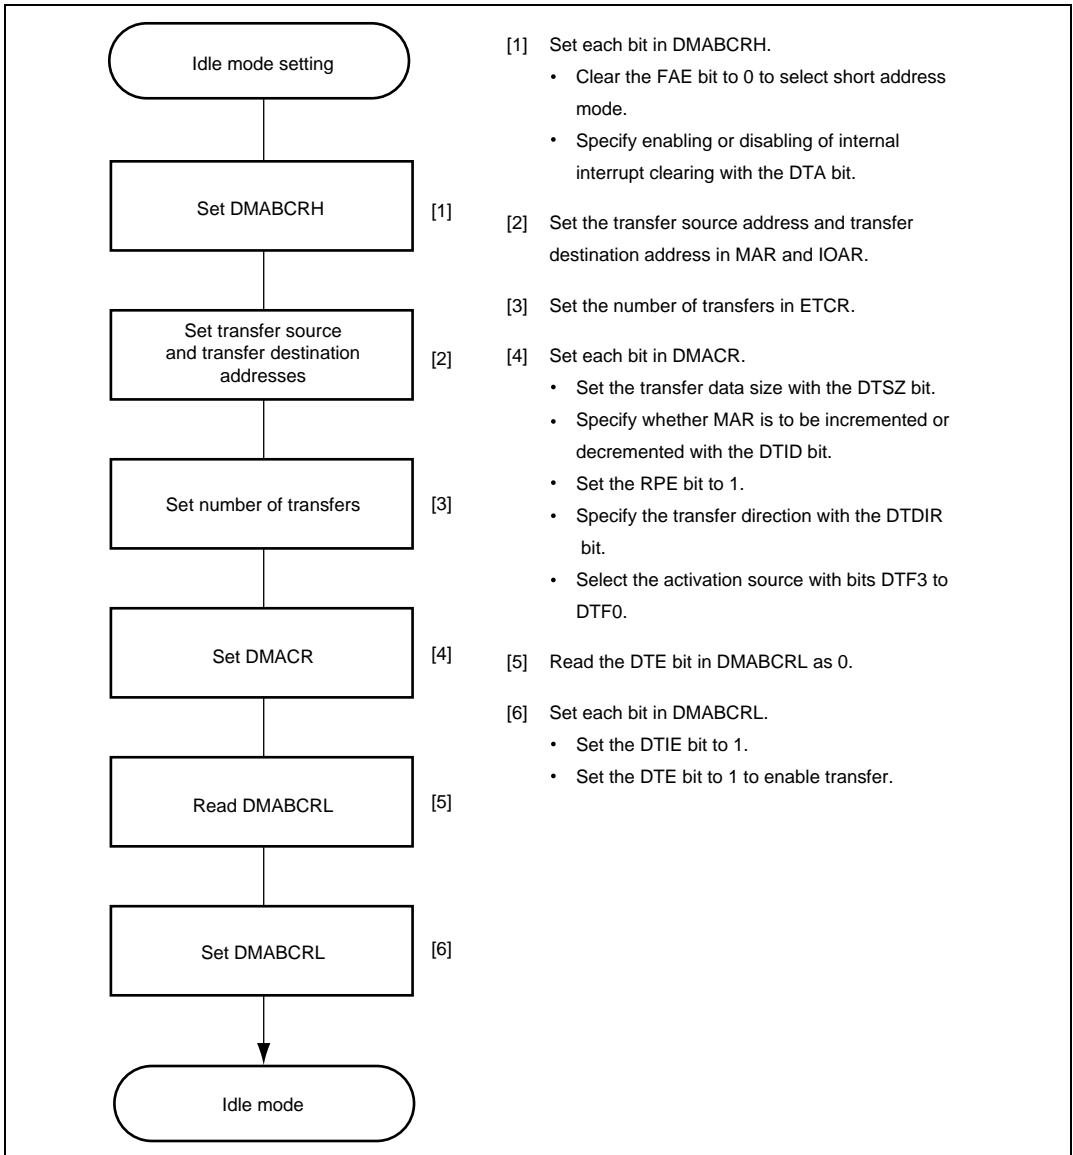 Idle mode setting
Set DMABCRH
[1]
Set transfer source
and transfer destination
addresses
[2]
Set number of transfers
[3]
Set DMACR
[4]
Read DMABCRL
[5]
Set DMABCRL
[6]
Idle mode
[1] Set each bit in DMABCRH.
• Clear the FAE bit to 0 to select short address
mode.
• Specify enabling or disabling of internal
interrupt clearing with the DTA bit.
[2] Set the transfer source address and transfer
destination address in MAR and IOAR.
[3] Set the number of transfers in ETCR.
[4] Set each bit in DMACR.
• Set the transfer data size with the DTSZ bit.
• Specify whether MAR is to be incremented or
decremented with the DTID bit.
• Set the RPE bit to 1.
• Specify the transfer direction with the DTDIR
bit.
• Select the activation source with bits DTF3 to
DTF0.
[5] Read the DTE bit in DMABCRL as 0.
[6] Set each bit in DMABCRL.
• Set the DTIE bit to 1.
• Set the DTE bit to 1 to enable transfer.